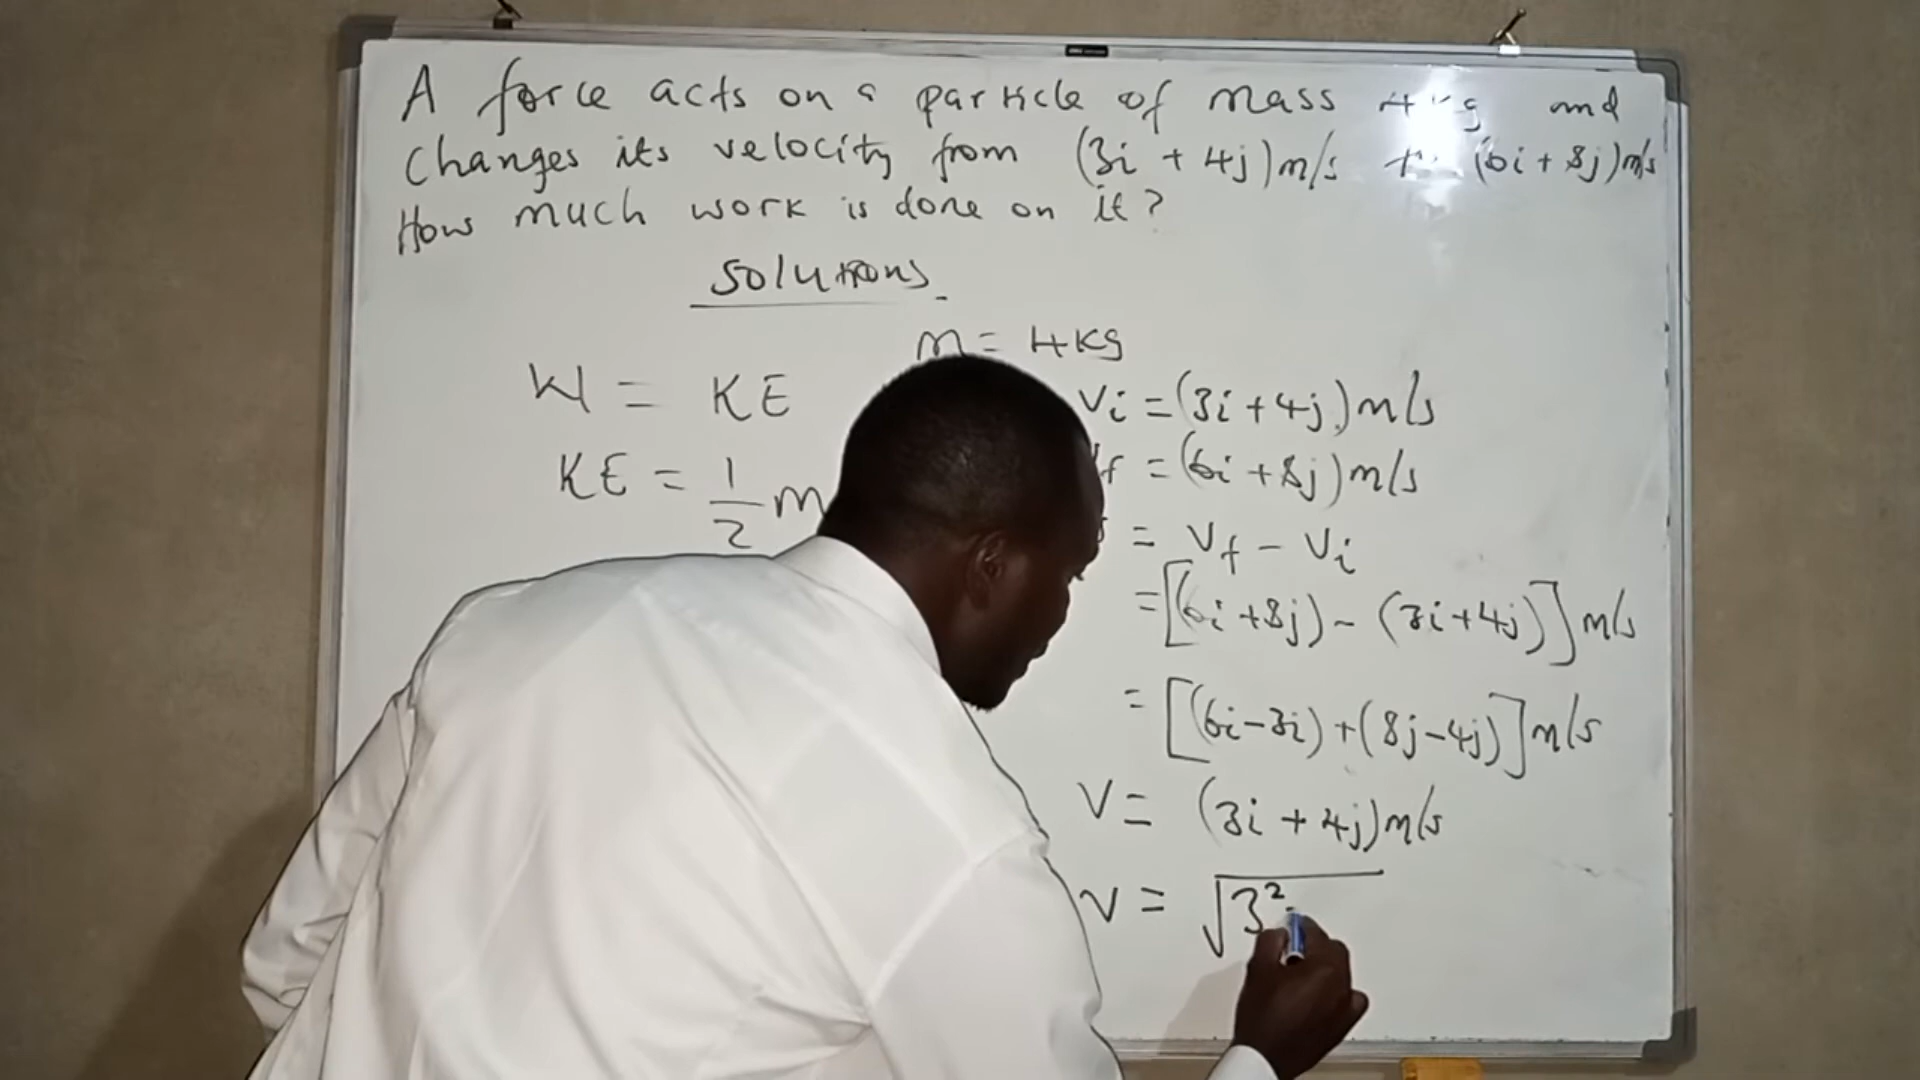 A force acts on a particle of mass 4kg and
changes its velocity from (3i + 4j)m/s to (6i + 8j)m/s
How much work is done on it?
Solutions
m = 4kg
W = KE
Vi = (3i + 4j)m/s
KE = 1/2 m
f = (6i + 8j)m/s
= Vf - Vi
= [(6i + 8j) - (3i + 4j)] m/s
= [(6i - 3i) + (8j - 4j)] m/s
V = (3i + 4j)m/s
v = √3²